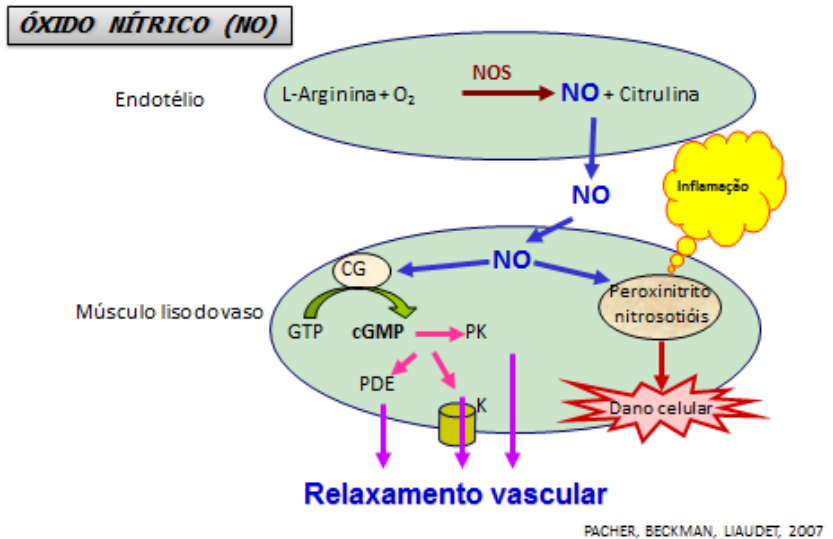 ÓXIDO NÍTRICO (NO)
Endotélio
L-Arginina + O₂
NOS
NO + Citrulina
NO
Inflamação
Músculo liso do vaso
CG
NO
Peroxinitrito
nitrosotióis
GTP
cGMP
PK
PDE
K
Dano celular
Relaxamento vascular
PACHER, BECKMAN, LIAUDET, 2007